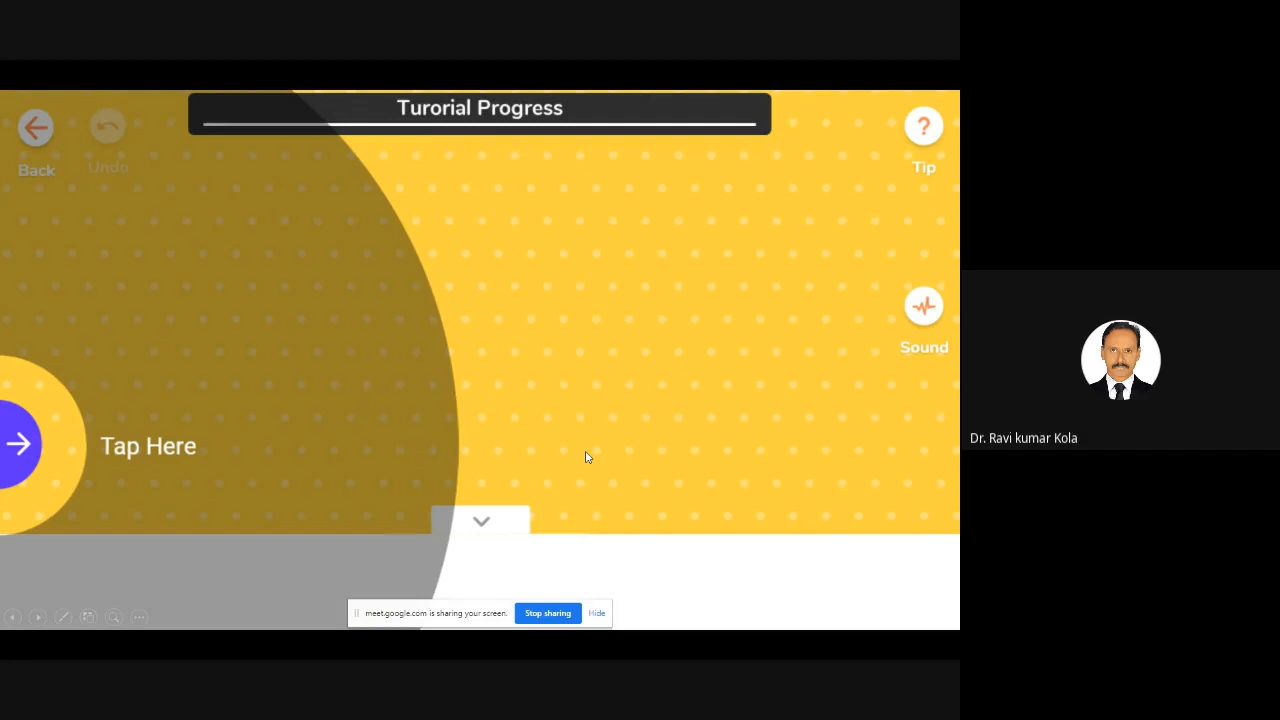 Turorial Progress
Back
Undo
Tip
Sound
Tap Here
meet.google.com is sharing your screen.
Stop sharing
Hide
Dr. Ravi kumar Kola